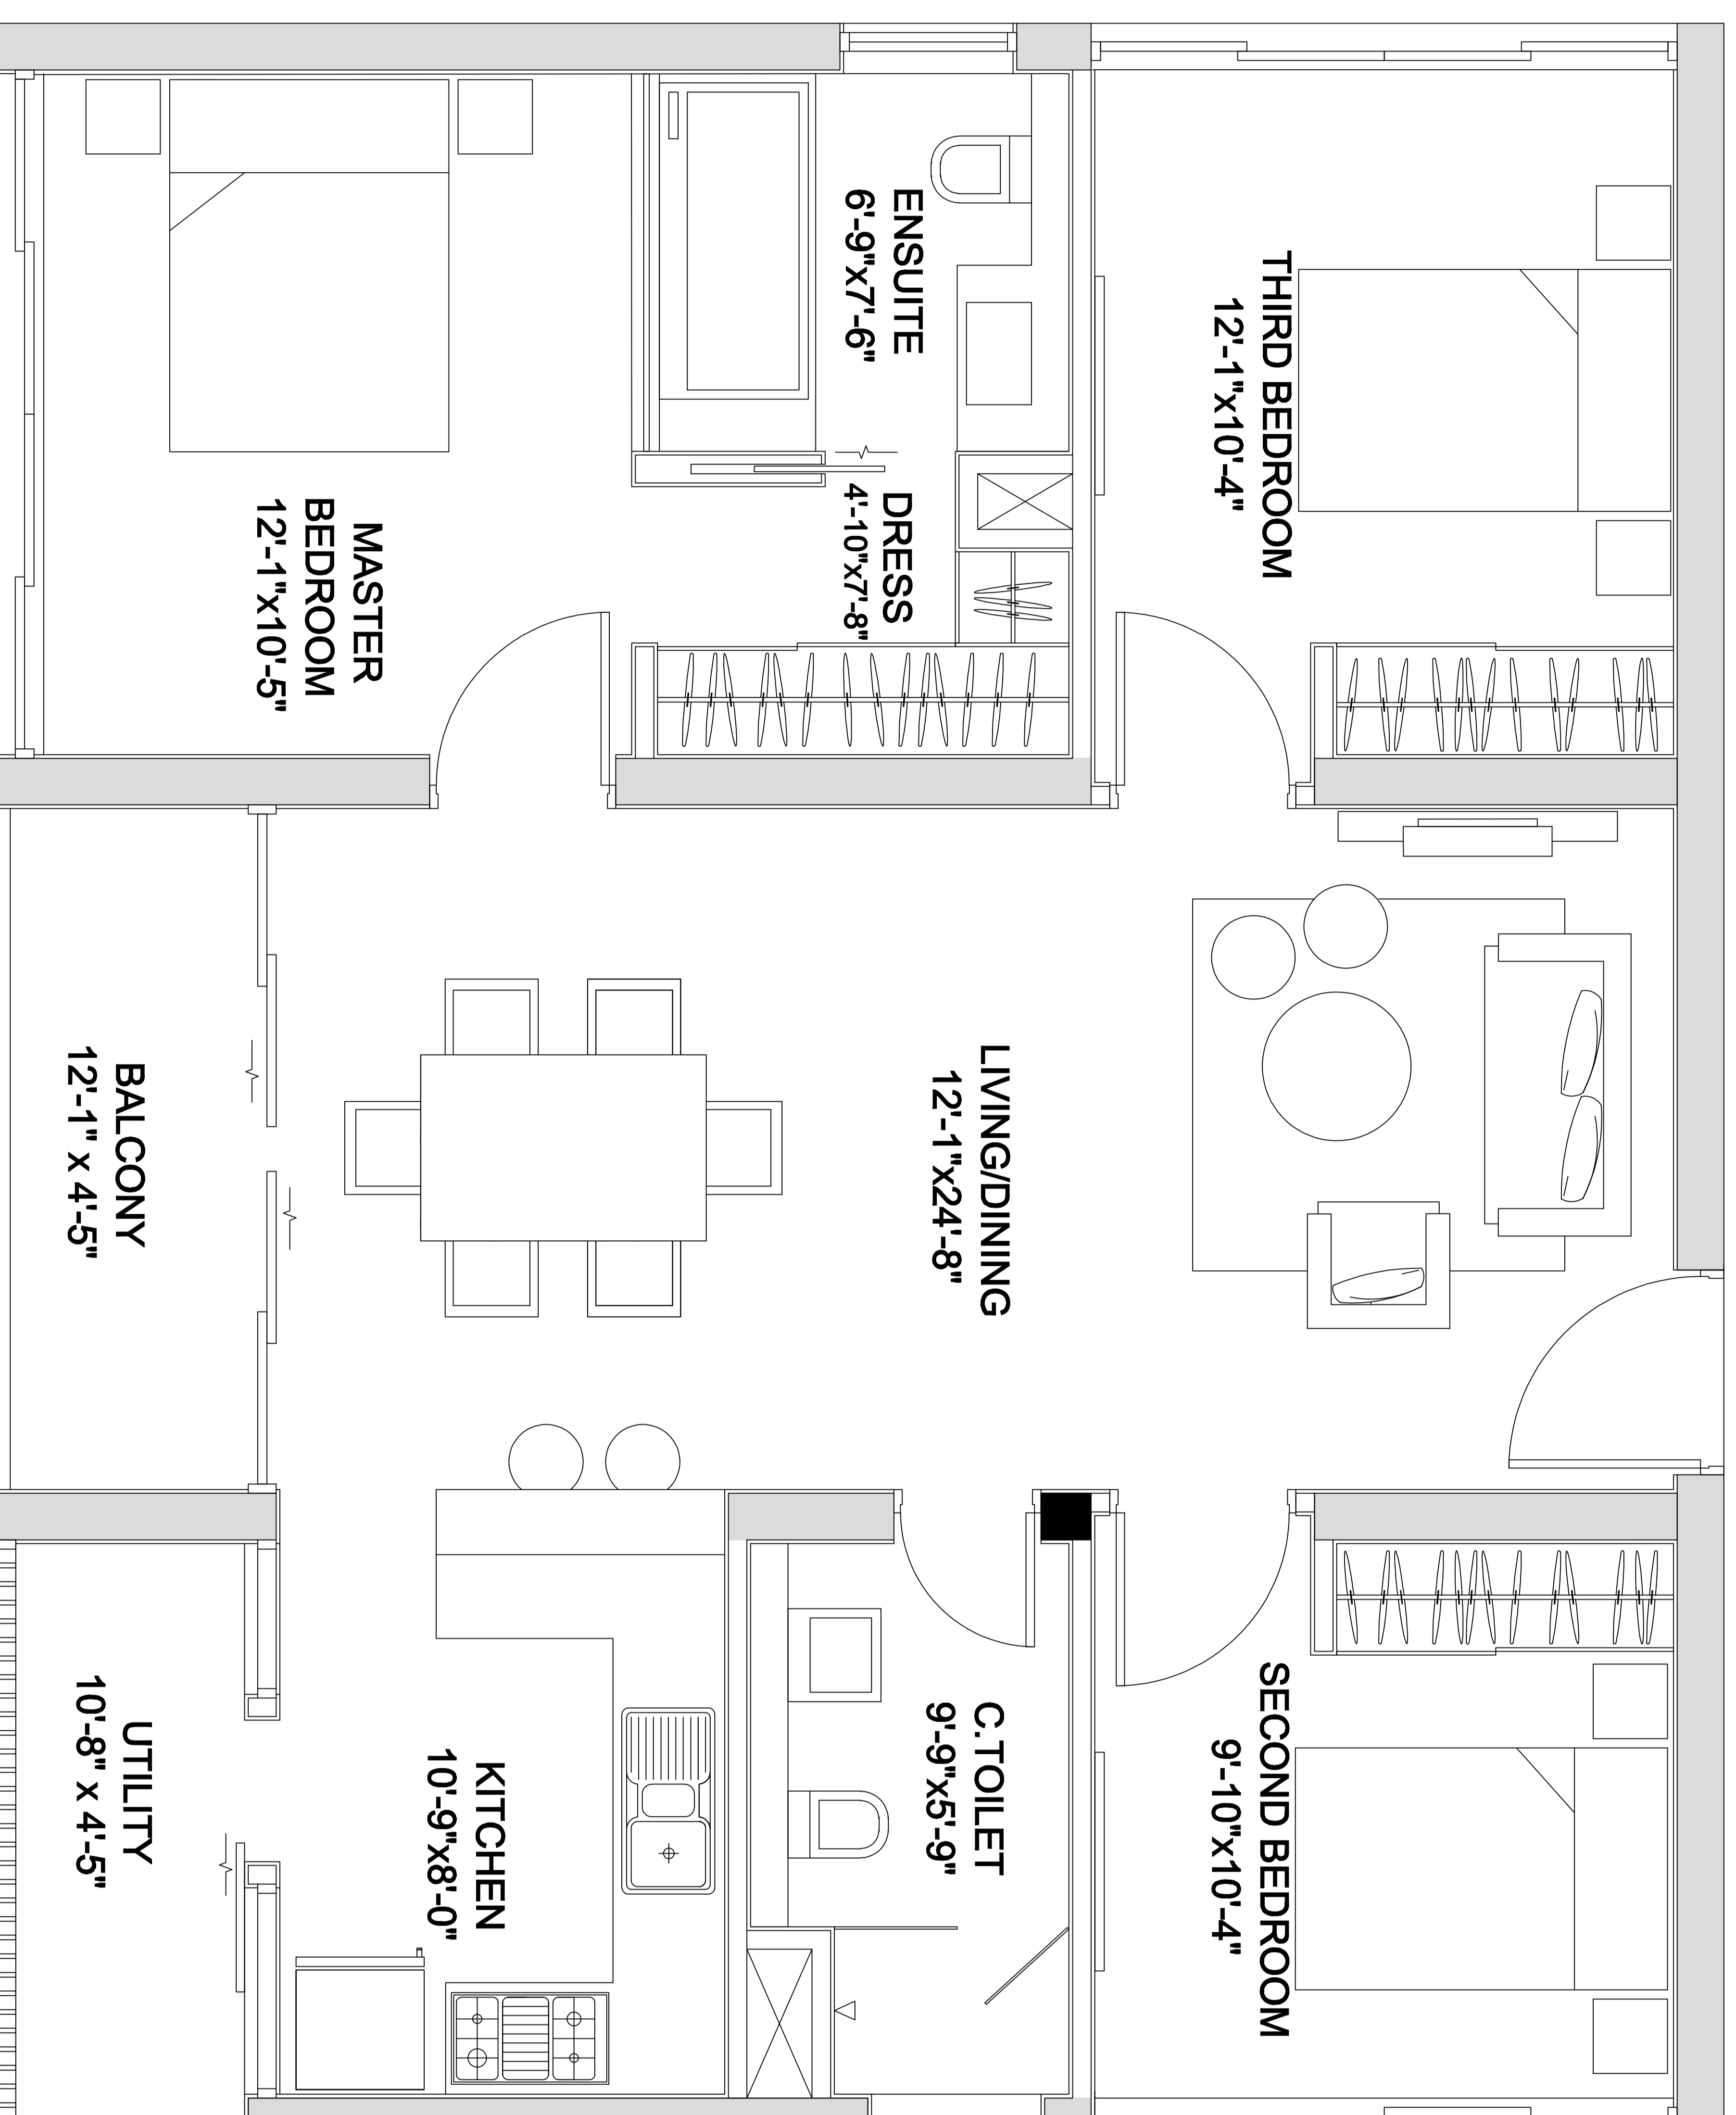 THIRD BEDROOM
12'-1"x10'-4"
ENSUITE
6'-9"x7'-6"
DRESS
4'-10"x7'-8"
MASTER
BEDROOM
12'-1"x10'-5"
LIVING/DINING
12'-1"x24'-8"
BALCONY
12'-1" x 4'-5"
SECOND BEDROOM
9'-10"x10'-4"
C.TOILET
9'-9"x5'-9"
KITCHEN
10'-9"x8'-0"
UTILITY
10'-8" x 4'-5"